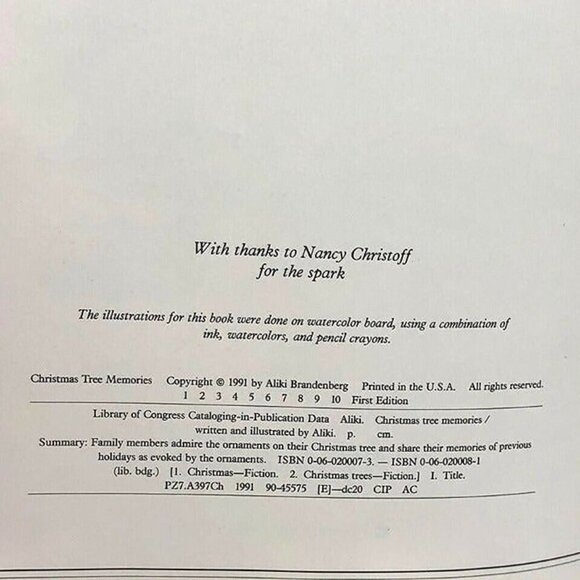 With thanks to Nancy Christoff
for the spark
The illustrations for this book were done on watercolor board, using a combination of
ink, watercolors, and pencil crayons.
Christmas Tree Memories Copyright © 1991 by Aliki Brandenberg Printed in the U.S.A. All rights reserved.
1 2 3 4 5 6 7 8 9 10 First Edition
Library of Congress Cataloging-in-Publication Data Aliki. Christmas tree memories /
written and illustrated by Aliki. p. cm.
Summary: Family members admire the ornaments on their Christmas tree and share their memories of previous
holidays as evoked by the ornaments. ISBN 0-06-020007-3. — ISBN 0-06-020008-1
(lib. bdg.) [1. Christmas—Fiction. 2. Christmas trees—Fiction.] I. Title.
PZ7.A397Ch 1991 90-45575 [E]—dc20 CIP AC